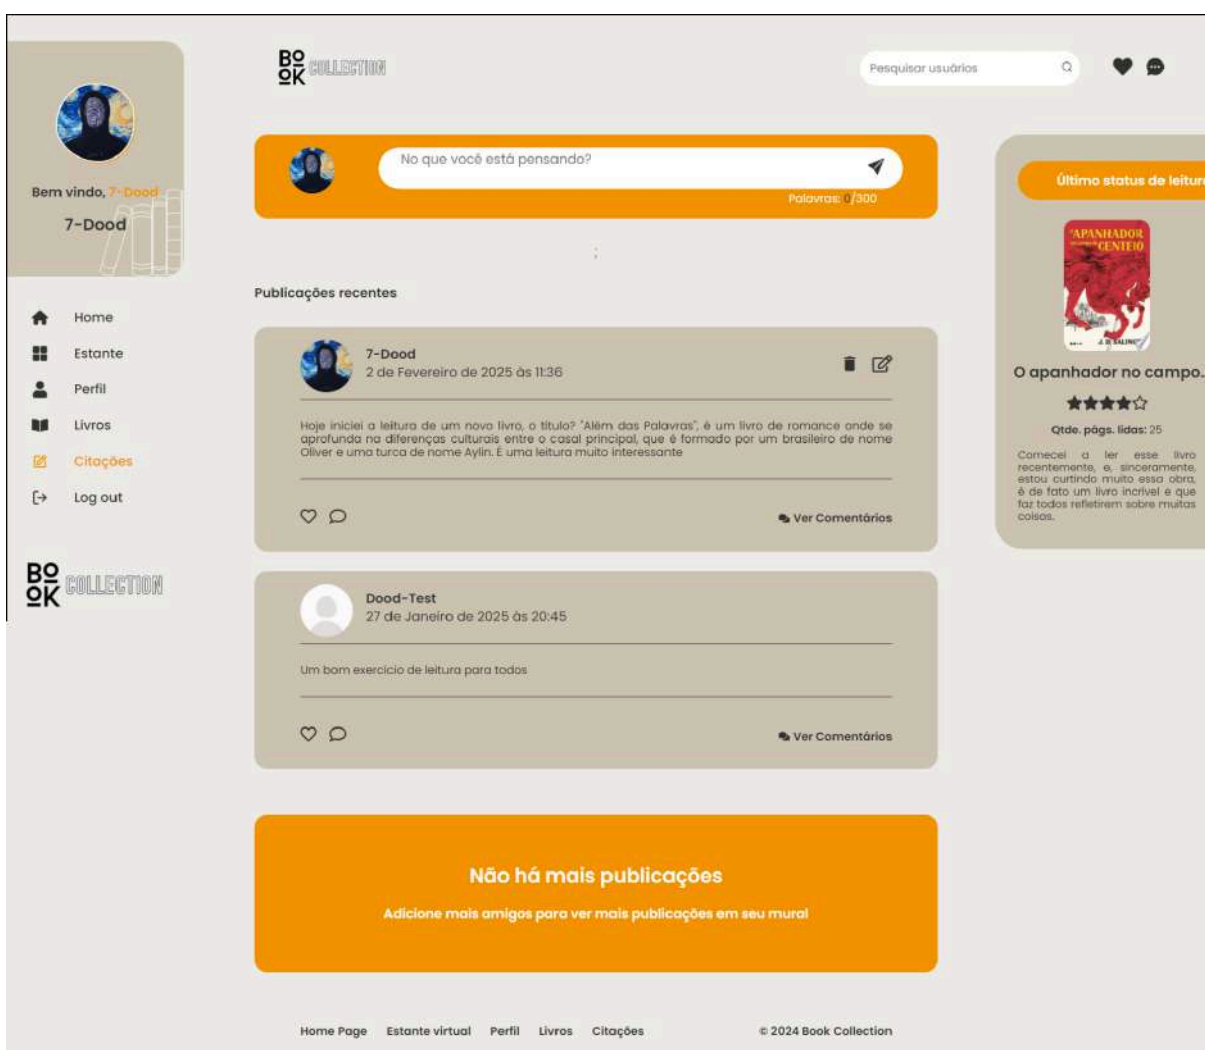 BOOK COLLECTION
Pesquisar usuários
Bem vindo, 7-Dood
7-Dood
Home
Estante
Perfil
Livros
Citações
Log out
BOOK COLLECTION
No que você está pensando?
Palavras: 0/300
;
Publicações recentes
7-Dood
2 de Fevereiro de 2025 às 11:36
Hoje iniciei a leitura de um novo livro, o título? "Além das Palavras", é um livro de romance onde se
aprofunda na diferenças culturais entre o casal principal, que é formado por um brasileiro de nome
Oliver e uma turca de nome Aylin. É uma leitura muito interessante
Ver Comentários
Dood-Test
27 de Janeiro de 2025 às 20:45
Um bom exercício de leitura para todos
Ver Comentários
Não há mais publicações
Adicione mais amigos para ver mais publicações em seu mural
Último status de leitura
O APANHADOR
CENTEIO
J. D. SALINGER
O apanhador no campo..
Qtde. págs. lidas: 25
Comecei a ler esse livro
recentemente, e, sinceramente,
estou curtindo muito essa obra,
é de fato um livro incrível e que
faz todos refletirem sobre muitas
coisas.
Home Page Estante virtual Perfil Livros Citações © 2024 Book Collection